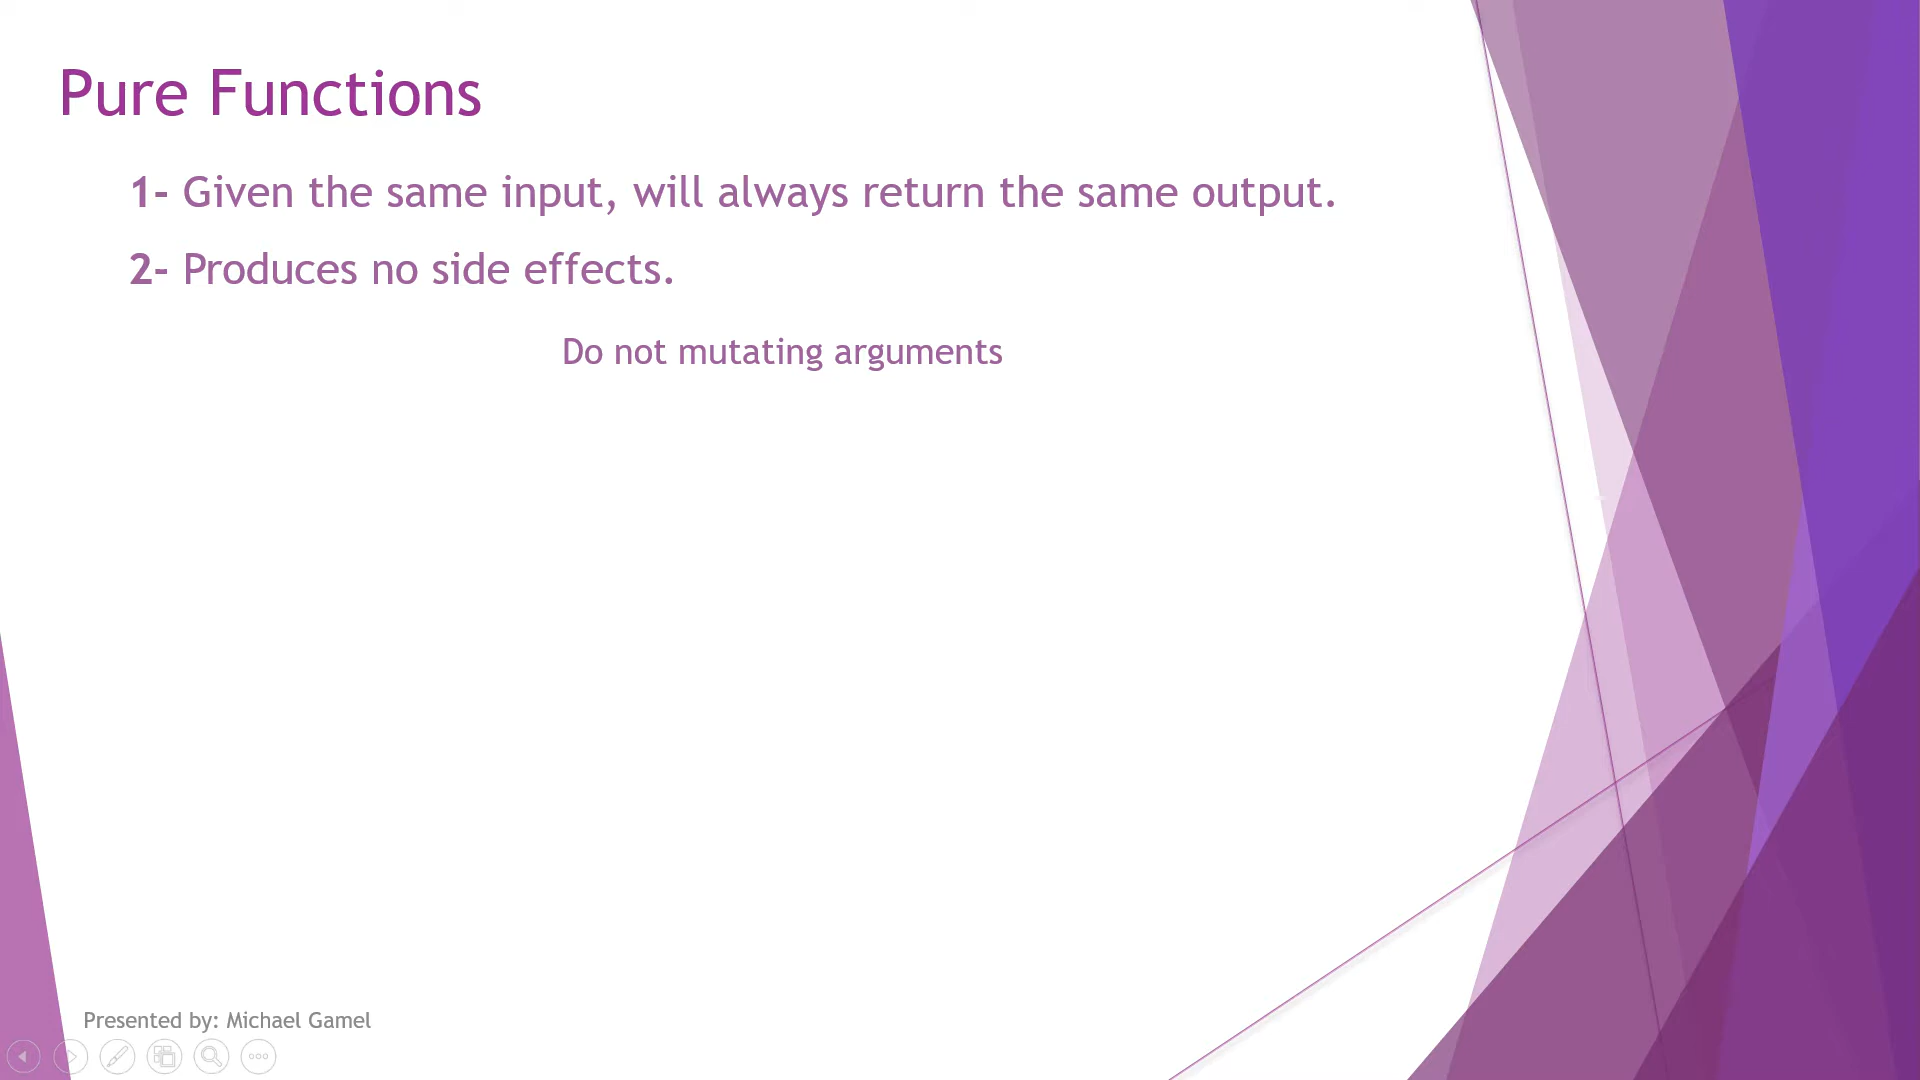 Pure Functions
1- Given the same input, will always return the same output.
2- Produces no side effects.
Do not mutating arguments
Presented by: Michael Gamel